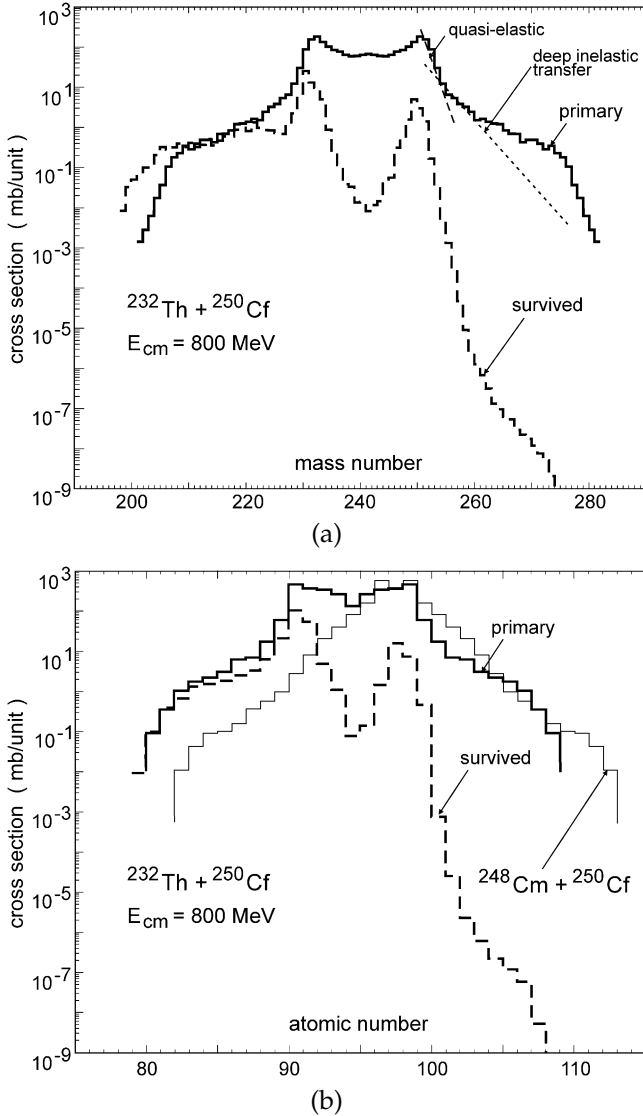 10³
quasi-elastic
deep inelastic
transfer
10¹
primary
10⁻¹
cross section ( mb/unit )
10⁻³
²³²Th + ²⁵⁰Cf
survived
10⁻⁵
E_cm = 800 MeV
10⁻⁷
mass number
10⁻⁹
200 220 240 260 280
(a)
10³
primary
10¹
10⁻¹
cross section ( mb/unit )
survived
10⁻³
²³²Th + ²⁵⁰Cf
²⁴⁸Cm + ²⁵⁰Cf
10⁻⁵
E_cm = 800 MeV
10⁻⁷
atomic number
10⁻⁹
80 90 100 110
(b)